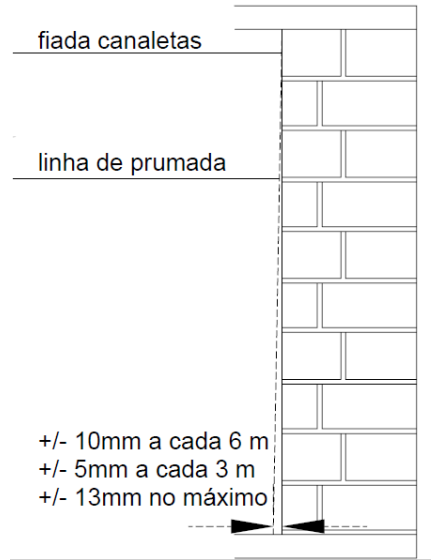 fiada canaletas
linha de prumada
+/- 10mm a cada 6 m
+/- 5mm a cada 3 m
+/- 13mm no máximo